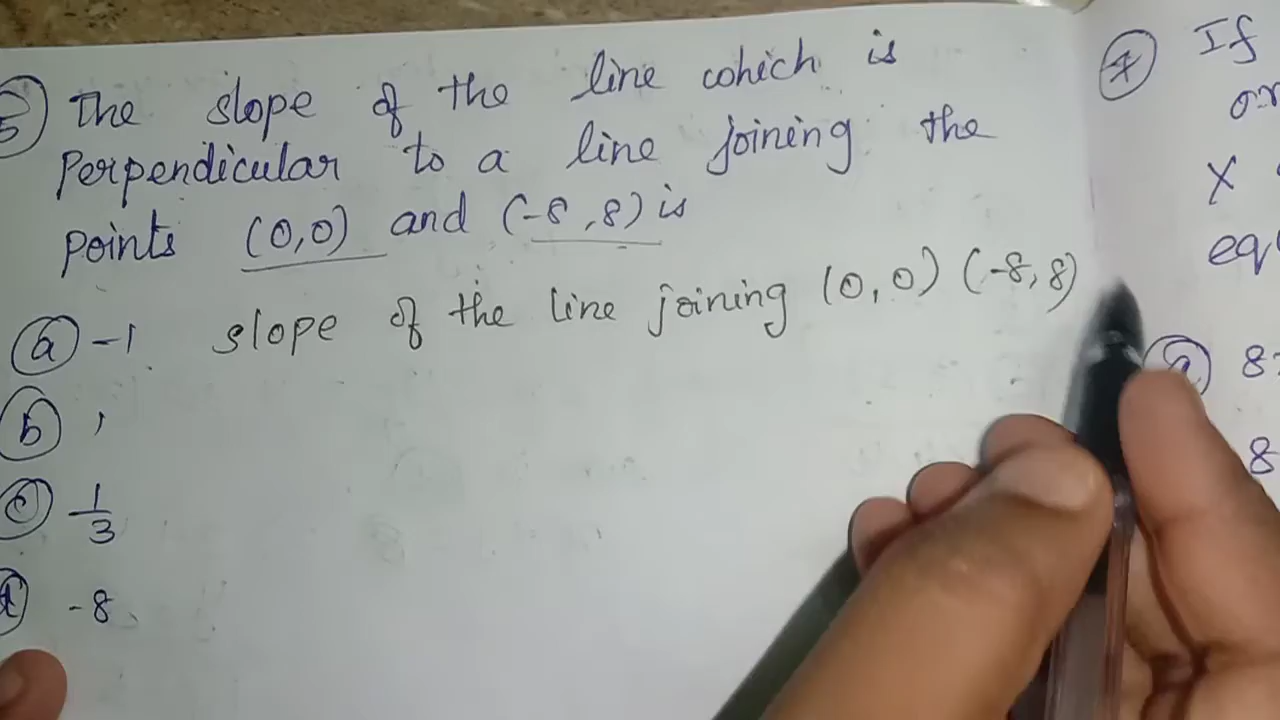 5 The slope of the line which is
Perpendicular to a line joining the
points (0,0) and (-8,8) is
a -1 slope of the line joining (0,0) (-8,8)
b 1
c 1/3
-8
7 If
or
x
eq
a 8
8